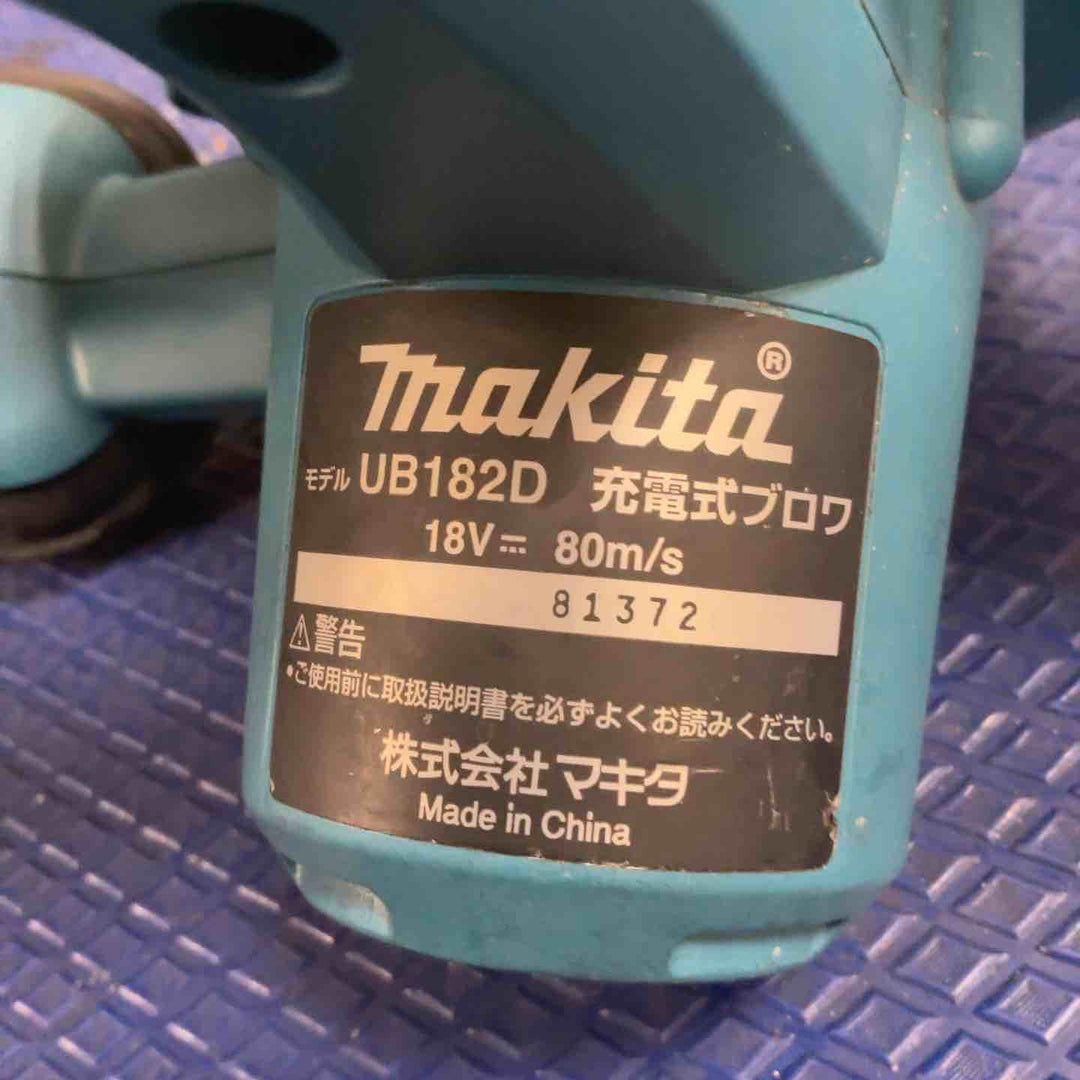 makita®
モデル UB182D 充電式ブロワ
18V⎓ 80m/s
81372
⚠警告
•ご使用前に取扱説明書を必ずよくお読みください。
株式会社 マキタ
Made in China